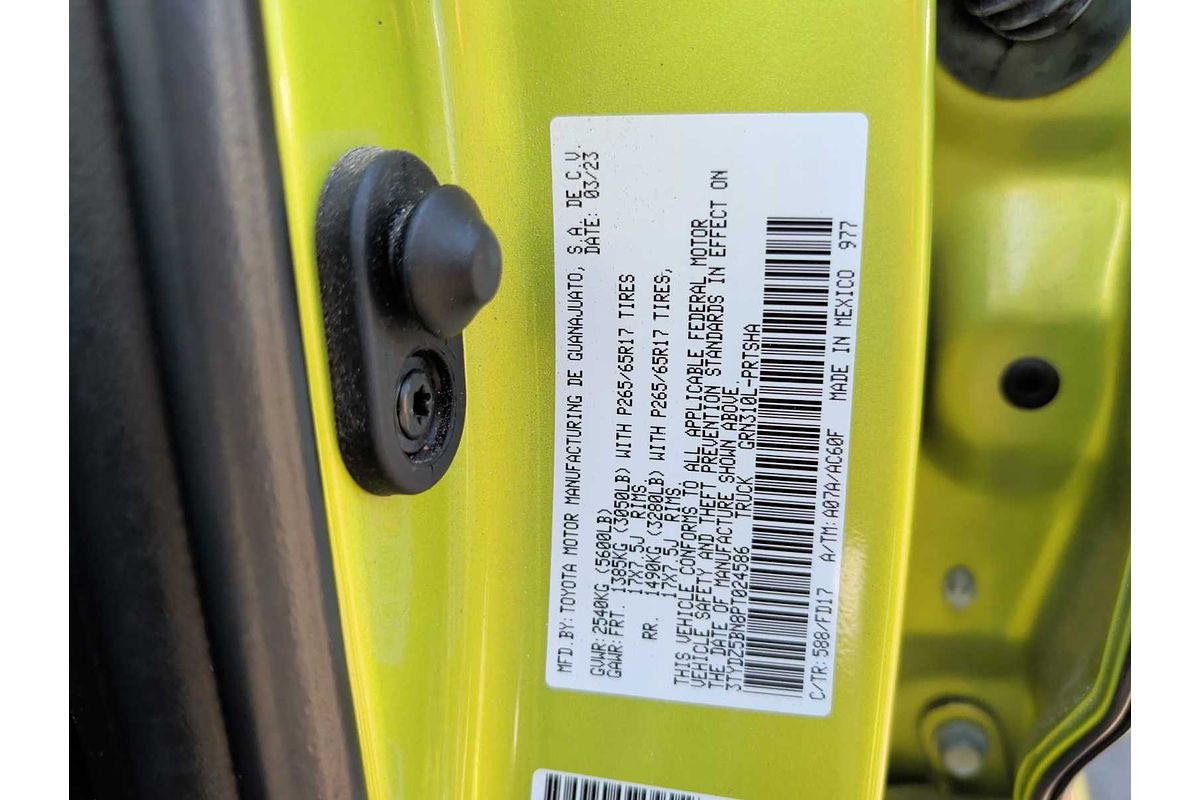 MFD BY: TOYOTA MOTOR MANUFACTURING DE GUANAJUATO, S.A. DE C.V.
DATE: 03/23
GVWR: 2540KG (5600LB)
GAWR: FRT. 1385KG (3050LB) WITH P265/65R17 TIRES
17X7.5J RIMS
RR. 1490KG (3280LB) WITH P265/65R17 TIRES,
17X7.5J RIMS,
THIS VEHICLE CONFORMS TO ALL APPLICABLE FEDERAL MOTOR
VEHICLE SAFETY AND THEFT PREVENTION STANDARDS IN EFFECT ON
THE DATE OF MANUFACTURE SHOWN ABOVE.
3TYDZ5BN8PT024586 TRUCK GRN310L-PRTSHA
C/TR: 588/FD17 A/TM: A07A/AC60F MADE IN MEXICO 977